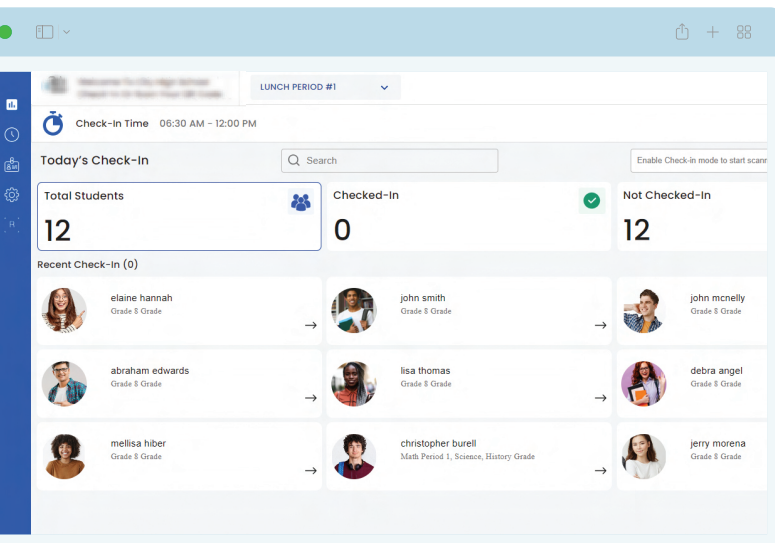 LUNCH PERIOD #1
Check-In Time 06:30 AM - 12:00 PM
Today's Check-In
Search
Enable Check-in mode to start scann
Total Students
12
Checked-In
0
Not Checked-In
12
Recent Check-In (0)
elaine hannah
Grade 8 Grade
john smith
Grade 8 Grade
john mcnelly
Grade 8 Grade
abraham edwards
Grade 8 Grade
lisa thomas
Grade 8 Grade
debra angel
Grade 8 Grade
mellisa hiber
Grade 8 Grade
christopher burell
Math Period 1, Science, History Grade
jerry morena
Grade 8 Grade